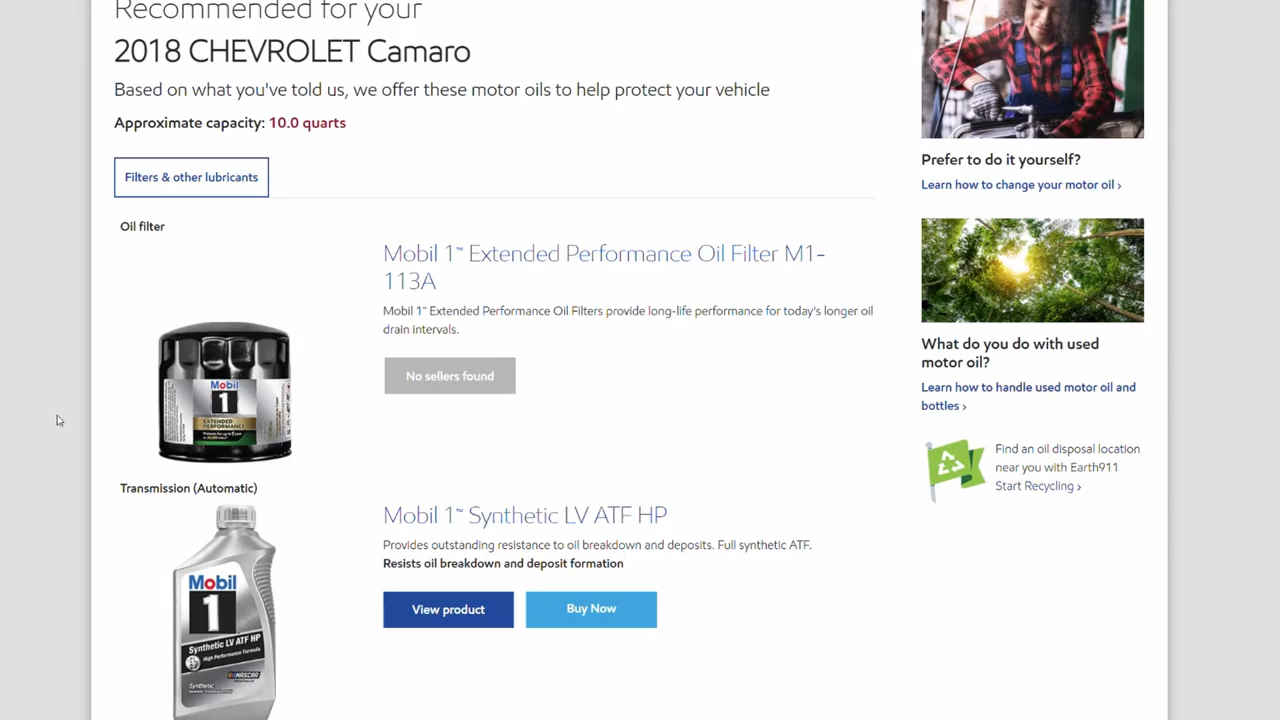 Recommended for your
2018 CHEVROLET Camaro
Based on what you've told us, we offer these motor oils to help protect your vehicle
Approximate capacity: 10.0 quarts
Filters & other lubricants
Oil filter
Mobil 1™ Extended Performance Oil Filter M1-
113A
Mobil 1™ Extended Performance Oil Filters provide long-life performance for today's longer oil
drain intervals.
No sellers found
Mobil
1
EXTENDED
PERFORMANCE
Transmission (Automatic)
Mobil 1™ Synthetic LV ATF HP
Provides outstanding resistance to oil breakdown and deposits. Full synthetic ATF.
Resists oil breakdown and deposit formation
View product
Buy Now
Mobil
1
Synthetic LV ATF HP
High Performance Formula
NASCAR
Synthetic
Prefer to do it yourself?
Learn how to change your motor oil ›
What do you do with used
motor oil?
Learn how to handle used motor oil and
bottles ›
Find an oil disposal location
near you with Earth911
Start Recycling ›